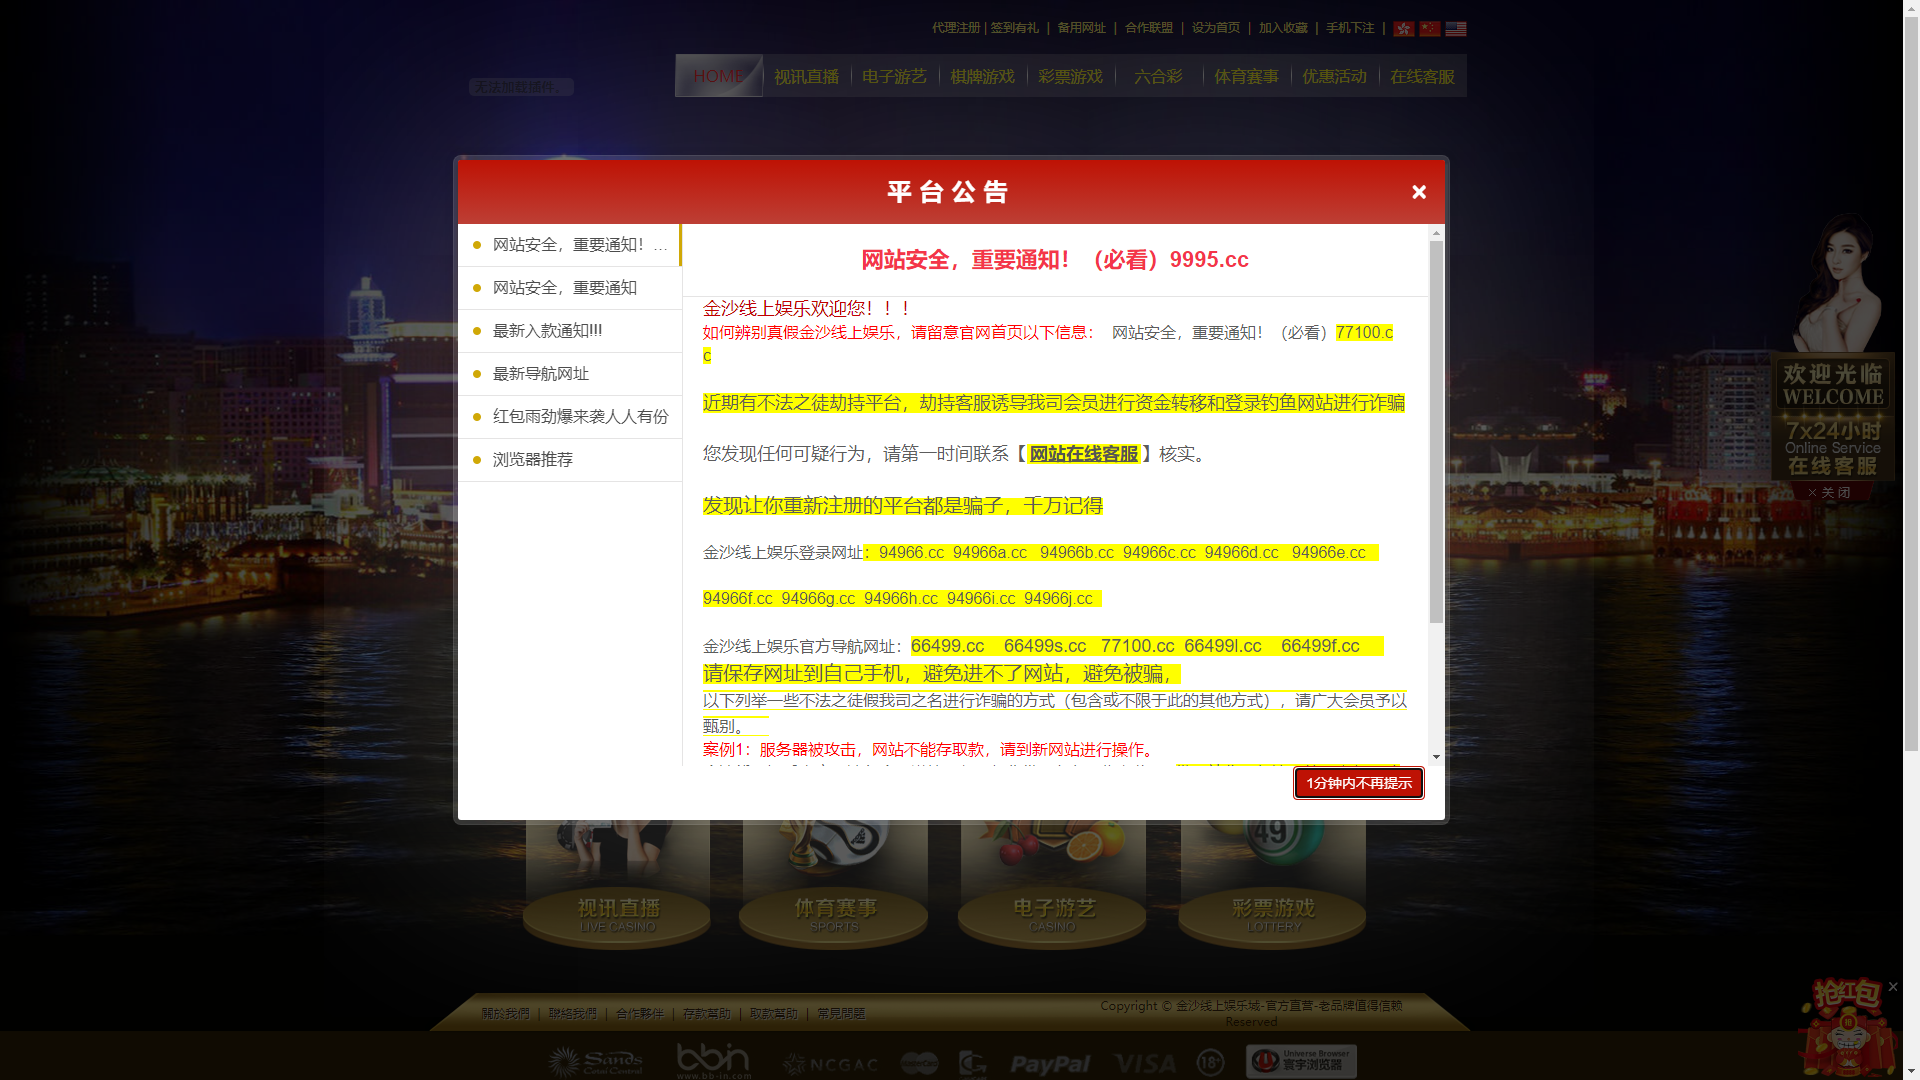 代理注册 | 签到有礼 | 备用网址 | 合作联盟 | 设为首页 | 加入收藏 | 手机下注 |
HOME 视讯直播 电子游艺 棋牌游戏 彩票游戏 六合彩 体育赛事 优惠活动 在线客服
无法加载插件。
平台公告
网站安全，重要通知！...
网站安全，重要通知
最新入款通知!!!
最新导航网址
红包雨劲爆来袭人人有份
浏览器推荐
网站安全，重要通知！（必看）9995.cc
金沙线上娱乐欢迎您！！！
如何辨别真假金沙线上娱乐，请留意官网首页以下信息： 网站安全，重要通知！（必看）77100.c
c
近期有不法之徒劫持平台，劫持客服诱导我司会员进行资金转移和登录钓鱼网站进行诈骗
您发现任何可疑行为，请第一时间联系【网站在线客服】核实。
发现让你重新注册的平台都是骗子，千万记得
金沙线上娱乐登录网址：94966.cc 94966a.cc 94966b.cc 94966c.cc 94966d.cc 94966e.cc
94966f.cc 94966g.cc 94966h.cc 94966i.cc 94966j.cc
金沙线上娱乐官方导航网址：66499.cc 66499s.cc 77100.cc 66499l.cc 66499f.cc
请保存网址到自己手机，避免进不了网站，避免被骗，
以下列举一些不法之徒假我司之名进行诈骗的方式（包含或不限于此的其他方式），请广大会员予以
甄别。
案例1：服务器被攻击，网站不能存取款，请到新网站进行操作。
1分钟内不再提示
欢迎光临
WELCOME
7x24小时
Online Service
在线客服
× 关闭
49
视讯直播
LIVE CASINO
体育赛事
SPORTS
电子游艺
CASINO
彩票游戏
LOTTERY
關於我們 | 聯絡我們 | 合作夥伴 | 存款幫助 | 取款幫助 | 常見問題
Copyright © 金沙线上娱乐城-官方直营-老品牌值得信赖
Reserved
抢红包
Sands
bbin
www.bb-in.com
NCGAC
PayPal
VISA
18+
Universe Browser
寰宇浏览器